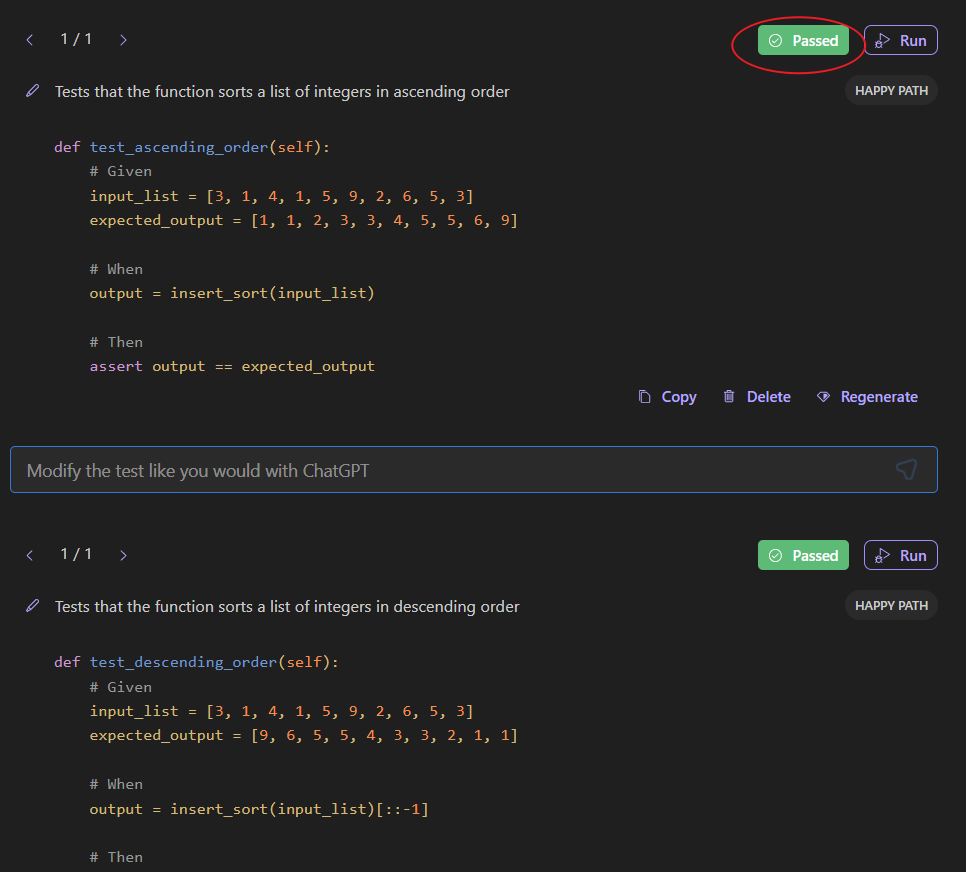 1 / 1
Passed
Run
Tests that the function sorts a list of integers in ascending order
HAPPY PATH
def test_ascending_order(self):
    # Given
    input_list = [3, 1, 4, 1, 5, 9, 2, 6, 5, 3]
    expected_output = [1, 1, 2, 3, 3, 4, 5, 5, 6, 9]
    # When
    output = insert_sort(input_list)
    # Then
    assert output == expected_output
Copy
Delete
Regenerate
Modify the test like you would with ChatGPT
1 / 1
Passed
Run
Tests that the function sorts a list of integers in descending order
HAPPY PATH
def test_descending_order(self):
    # Given
    input_list = [3, 1, 4, 1, 5, 9, 2, 6, 5, 3]
    expected_output = [9, 6, 5, 5, 4, 3, 3, 2, 1, 1]
    # When
    output = insert_sort(input_list)[::-1]
    # Then